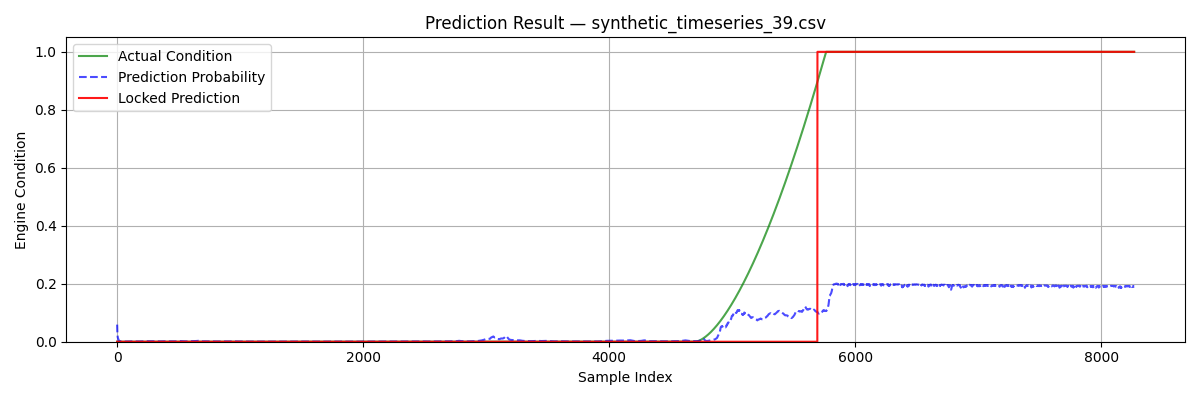 Prediction Result — synthetic_timeseries_39.csv
Actual Condition
Prediction Probability
Locked Prediction
Engine Condition
1.0
0.8
0.6
0.4
0.2
0.0
0
2000
4000
6000
8000
Sample Index